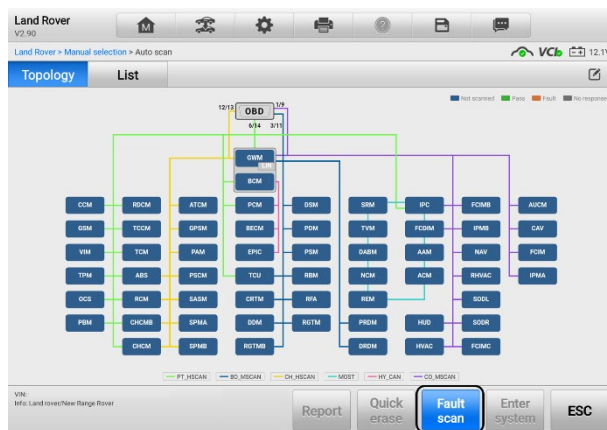 Land Rover
V2.90
M
?
Land Rover > Manual selection > Auto scan
VCI 12.1V
Topology List
Not scanned Pass Fault No response
12/13 OBD 1/9
6/14 3/11
GWM
LIN
BCM
CCM RDCM ATCM PCM DSM SRM IPC FCIMB AUCM
GSM TCCM GPSM BECM PDM TVM FCDIM IPMB CAV
VIM TCM PAM EPIC PSM DABM AAM NAV FCIM
TPM ABS PSCM TCU RBM NCM ACM RHVAC IPMA
OCS RCM SASM CRTM RFA REM SODL
PBM CHCMB SPMA DDM RGTM PRDM HUD SODR
CHCM SPMB RGTMB DRDM HVAC FCIMC
PT_HSCAN BO_MSCAN CH_HSCAN MOST HY_CAN CO_MSCAN
VIN:
Info: Land rover/New Range Rover
Report Quick erase Fault scan Enter system ESC